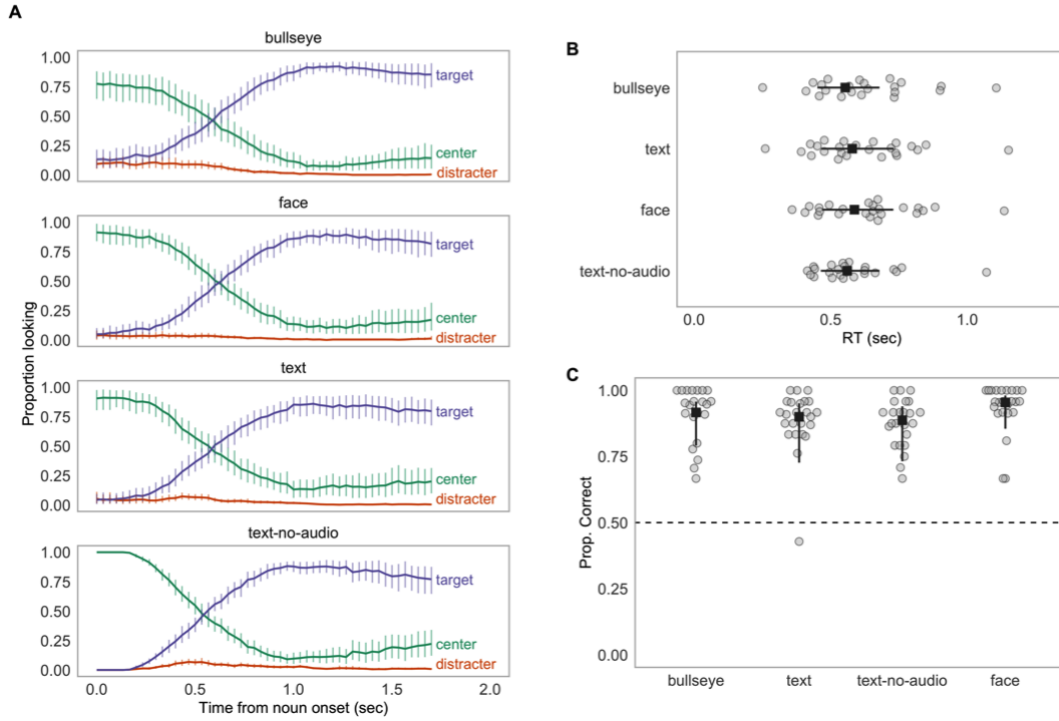 A
bullseye
1.00
0.75
0.50
0.25
0.00
target
center
distracter
face
1.00
0.75
0.50
0.25
0.00
target
center
distracter
text
1.00
0.75
0.50
0.25
0.00
target
center
distracter
text-no-audio
1.00
0.75
0.50
0.25
0.00
target
center
distracter
0.0 0.5 1.0 1.5 2.0
Time from noun onset (sec)
Proportion looking
B
bullseye
text
face
text-no-audio
0.0 0.5 1.0
RT (sec)
C
1.00
0.75
0.50
0.25
0.00
Prop. Correct
bullseye text text-no-audio face